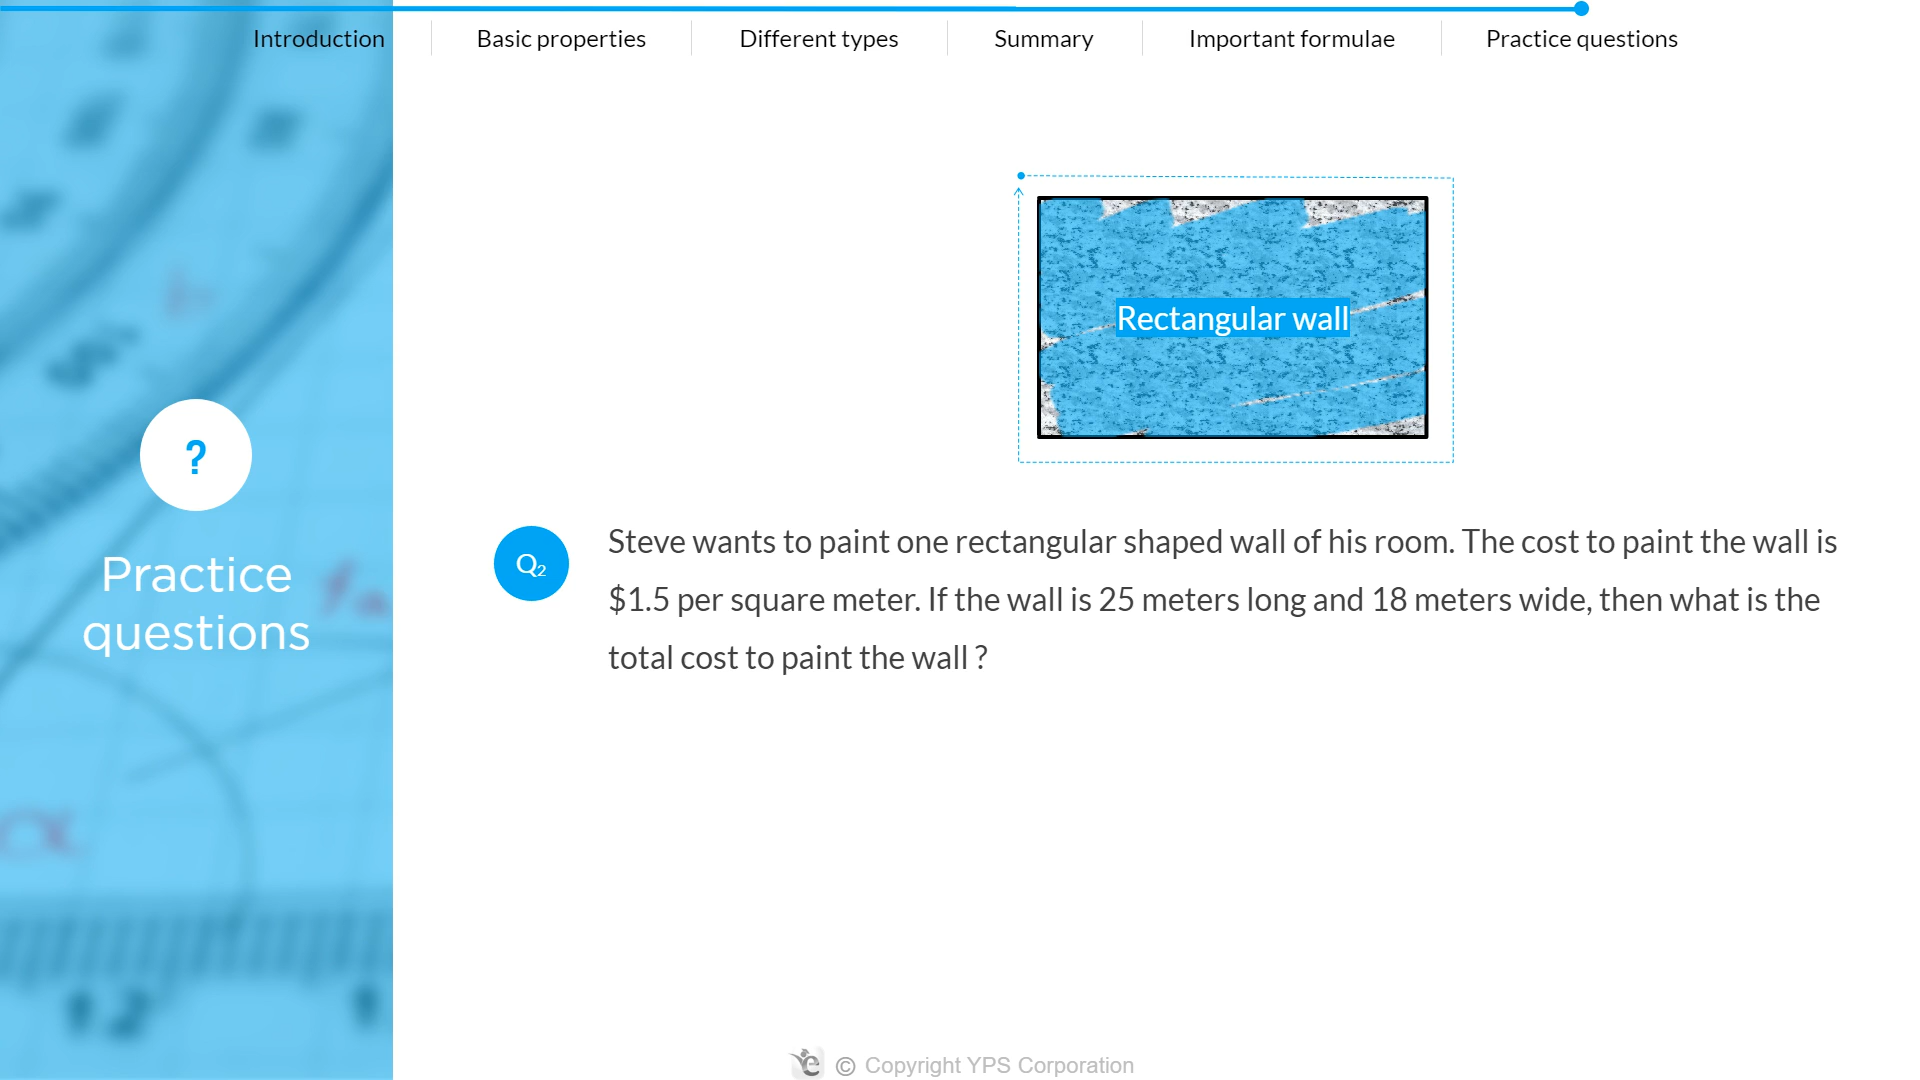 Introduction
Basic properties
Different types
Summary
Important formulae
Practice questions
Rectangular wall
?
Practice
questions
Q2
Steve wants to paint one rectangular shaped wall of his room. The cost to paint the wall is
$1.5 per square meter. If the wall is 25 meters long and 18 meters wide, then what is the
total cost to paint the wall ?
12
1
© Copyright YPS Corporation